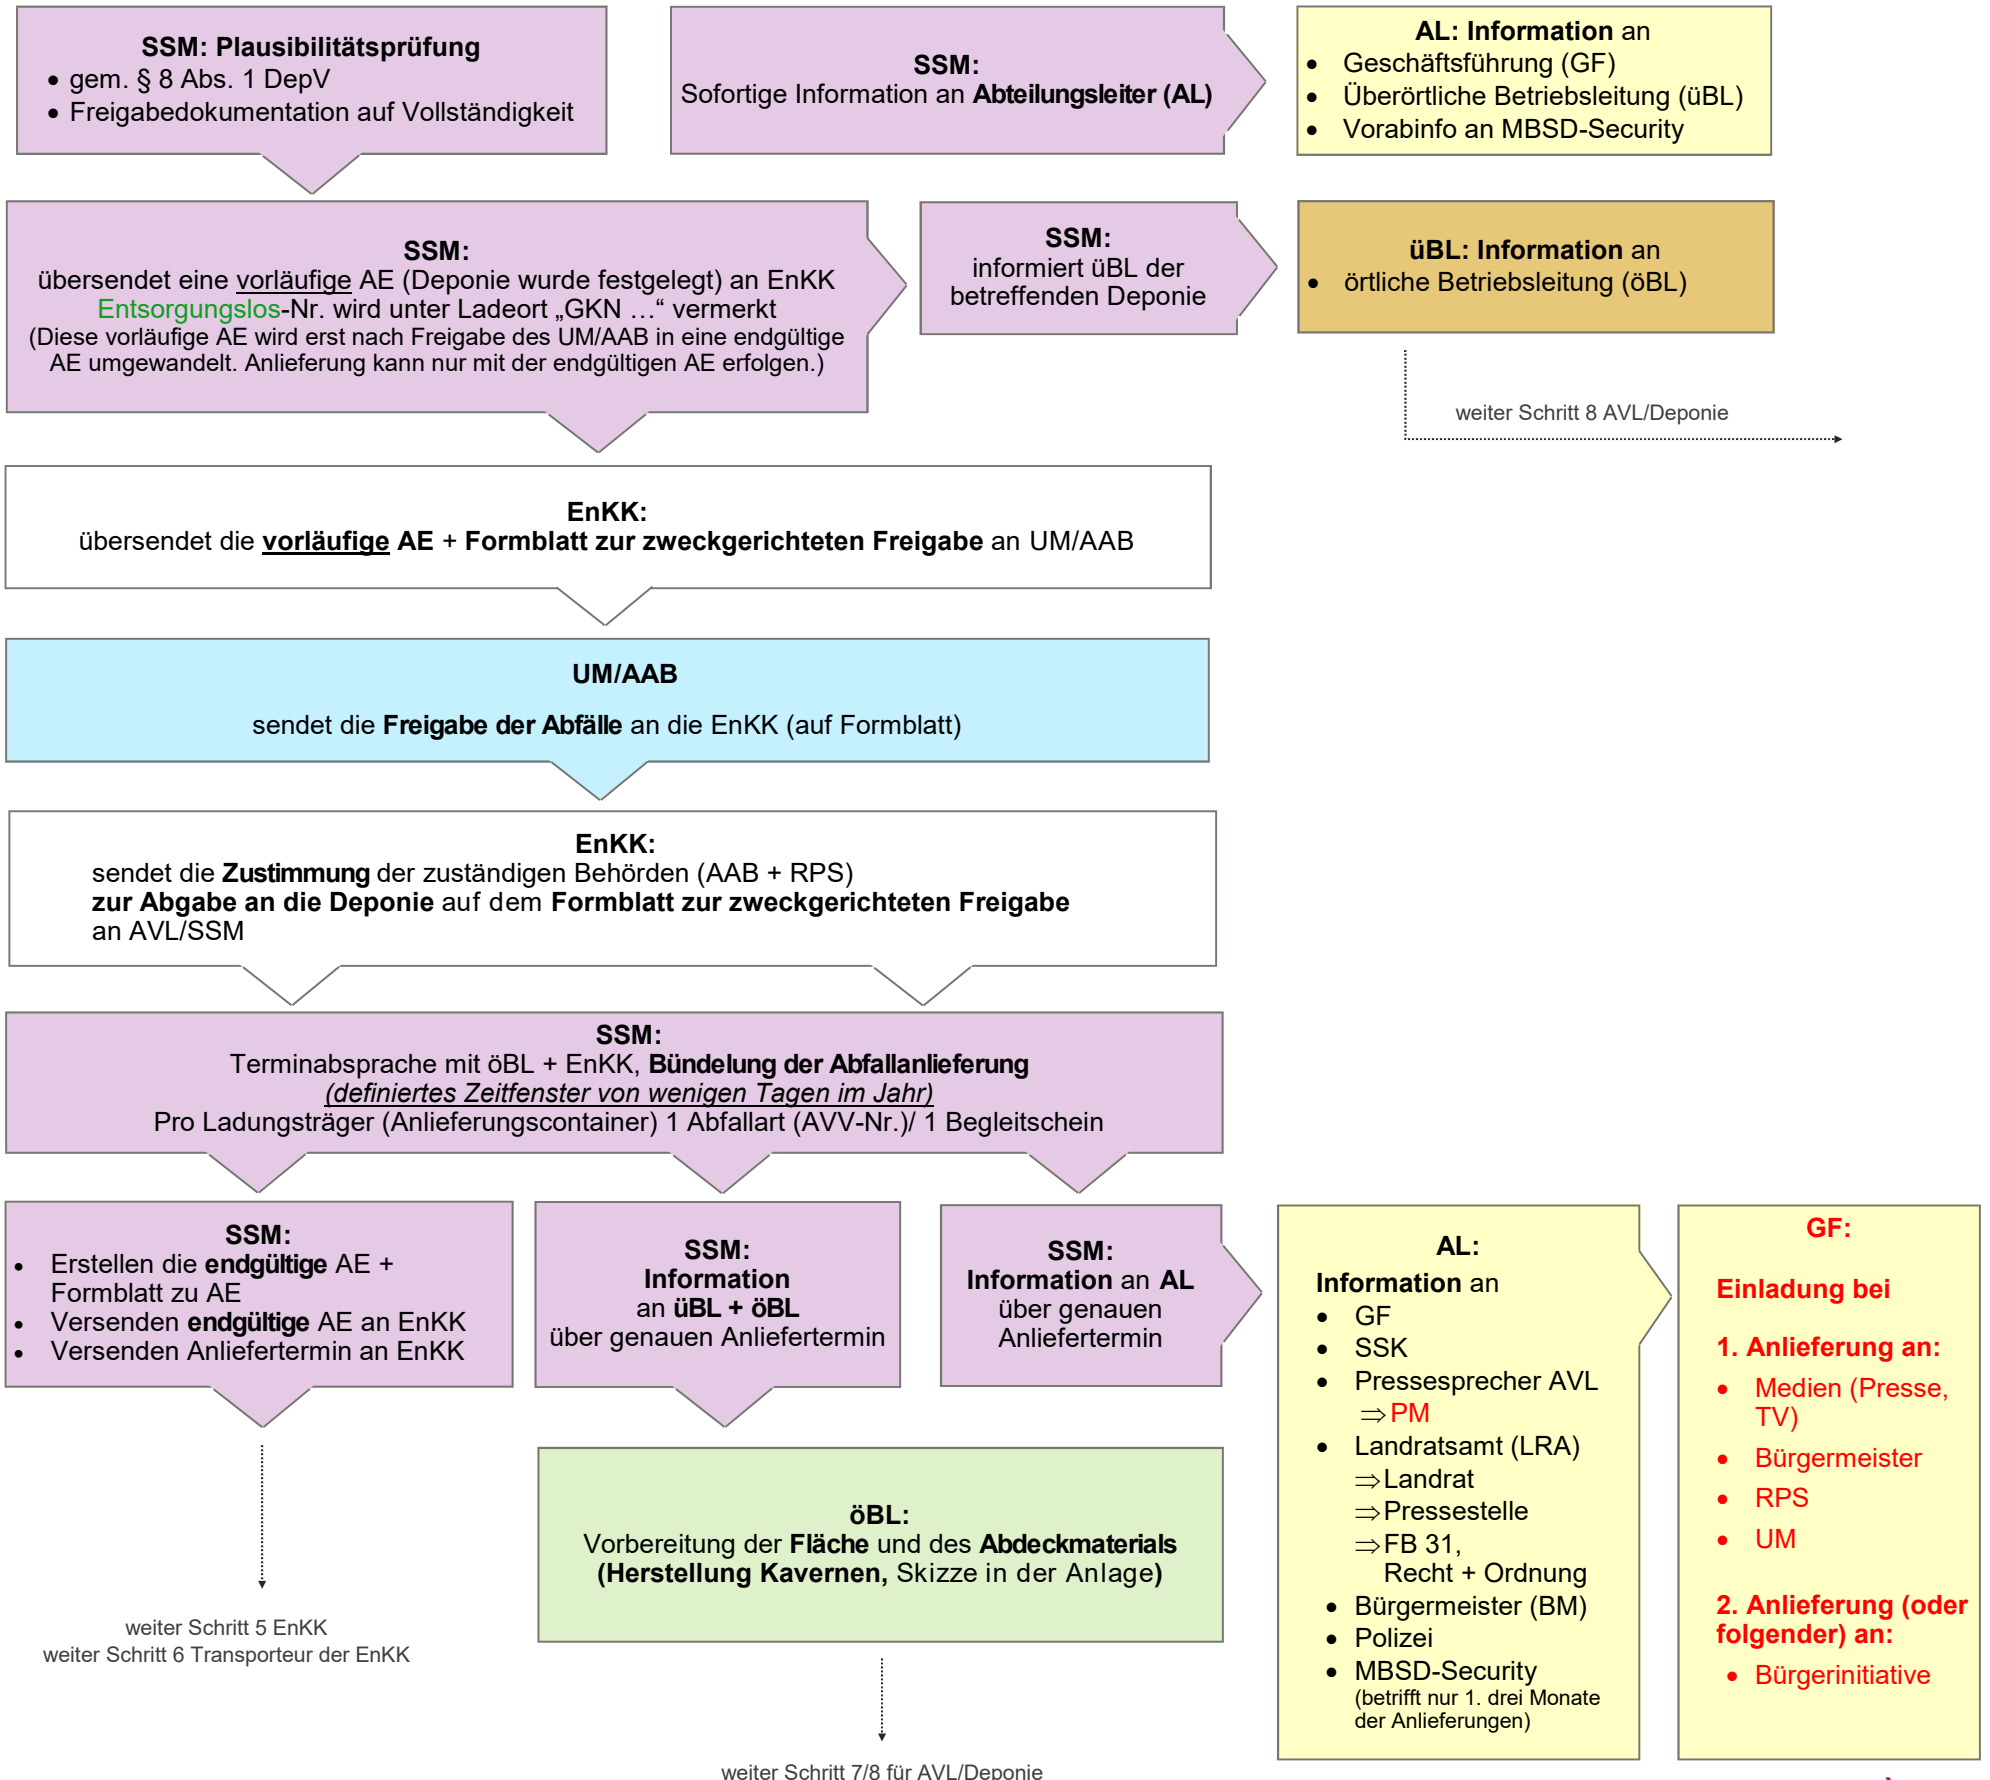 SSM: Plausibilitätsprüfung
• gem. § 8 Abs. 1 DepV
• Freigabedokumentation auf Vollständigkeit
SSM:
Sofortige Information an Abteilungsleiter (AL)
AL: Information an
• Geschäftsführung (GF)
• Überörtliche Betriebsleitung (üBL)
• Vorabinfo an MBSD-Security
SSM:
übersendet eine vorläufige AE (Deponie wurde festgelegt) an EnKK
Entsorgungslos-Nr. wird unter Ladeort „GKN …“ vermerkt
(Diese vorläufige AE wird erst nach Freigabe des UM/AAB in eine endgültige
AE umgewandelt. Anlieferung kann nur mit der endgültigen AE erfolgen.)
SSM:
informiert üBL der
betreffenden Deponie
üBL: Information an
• örtliche Betriebsleitung (öBL)
weiter Schritt 8 AVL/Deponie
EnKK:
übersendet die vorläufige AE + Formblatt zur zweckgerichteten Freigabe an UM/AAB
UM/AAB
sendet die Freigabe der Abfälle an die EnKK (auf Formblatt)
EnKK:
sendet die Zustimmung der zuständigen Behörden (AAB + RPS)
zur Abgabe an die Deponie auf dem Formblatt zur zweckgerichteten Freigabe
an AVL/SSM
SSM:
Terminabsprache mit öBL + EnKK, Bündelung der Abfallanlieferung
(definiertes Zeitfenster von wenigen Tagen im Jahr)
Pro Ladungsträger (Anlieferungscontainer) 1 Abfallart (AVV-Nr.)/ 1 Begleitschein
SSM:
• Erstellen die endgültige AE +
Formblatt zu AE
• Versenden endgültige AE an EnKK
• Versenden Anliefertermin an EnKK
weiter Schritt 5 EnKK
weiter Schritt 6 Transporteur der EnKK
SSM:
Information
an üBL + öBL
über genauen Anliefertermin
öBL:
Vorbereitung der Fläche und des Abdeckmaterials
(Herstellung Kavernen, Skizze in der Anlage)
weiter Schritt 7/8 für AVL/Deponie
SSM:
Information an AL
über genauen
Anliefertermin
AL:
Information an
• GF
• SSK
• Pressesprecher AVL
⇒ PM
• Landratsamt (LRA)
⇒ Landrat
⇒ Pressestelle
⇒ FB 31,
Recht + Ordnung
• Bürgermeister (BM)
• Polizei
• MBSD-Security
(betrifft nur 1. drei Monate
der Anlieferungen)
GF:
Einladung bei
1. Anlieferung an:
• Medien (Presse,
TV)
• Bürgermeister
• RPS
• UM
2. Anlieferung (oder
folgender) an:
• Bürgerinitiative